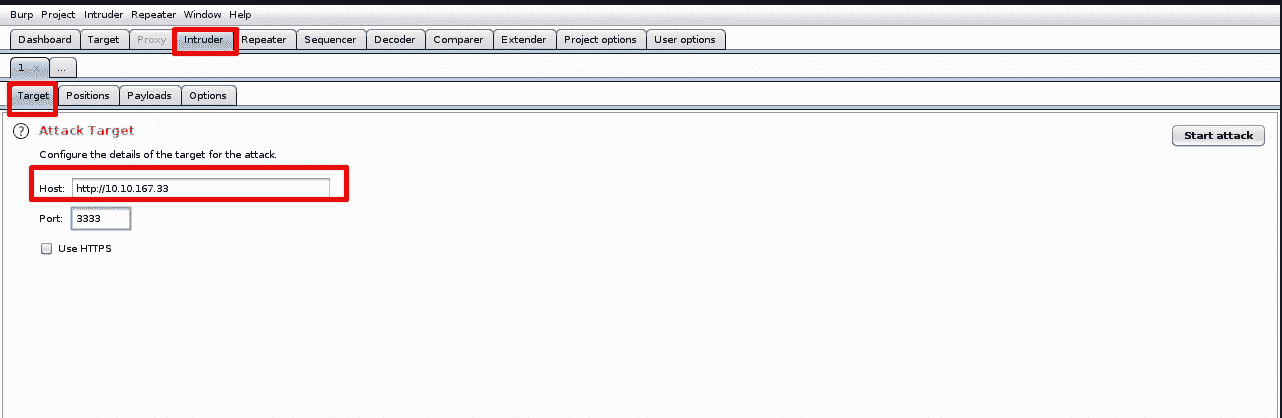 Burp Project Intruder Repeater Window Help
Dashboard Target Proxy Intruder Repeater Sequencer Decoder Comparer Extender Project options User options
1 × ...
Target Positions Payloads Options
? Attack Target
Start attack
Configure the details of the target for the attack.
Host: http://10.10.167.33
Port: 3333
Use HTTPS